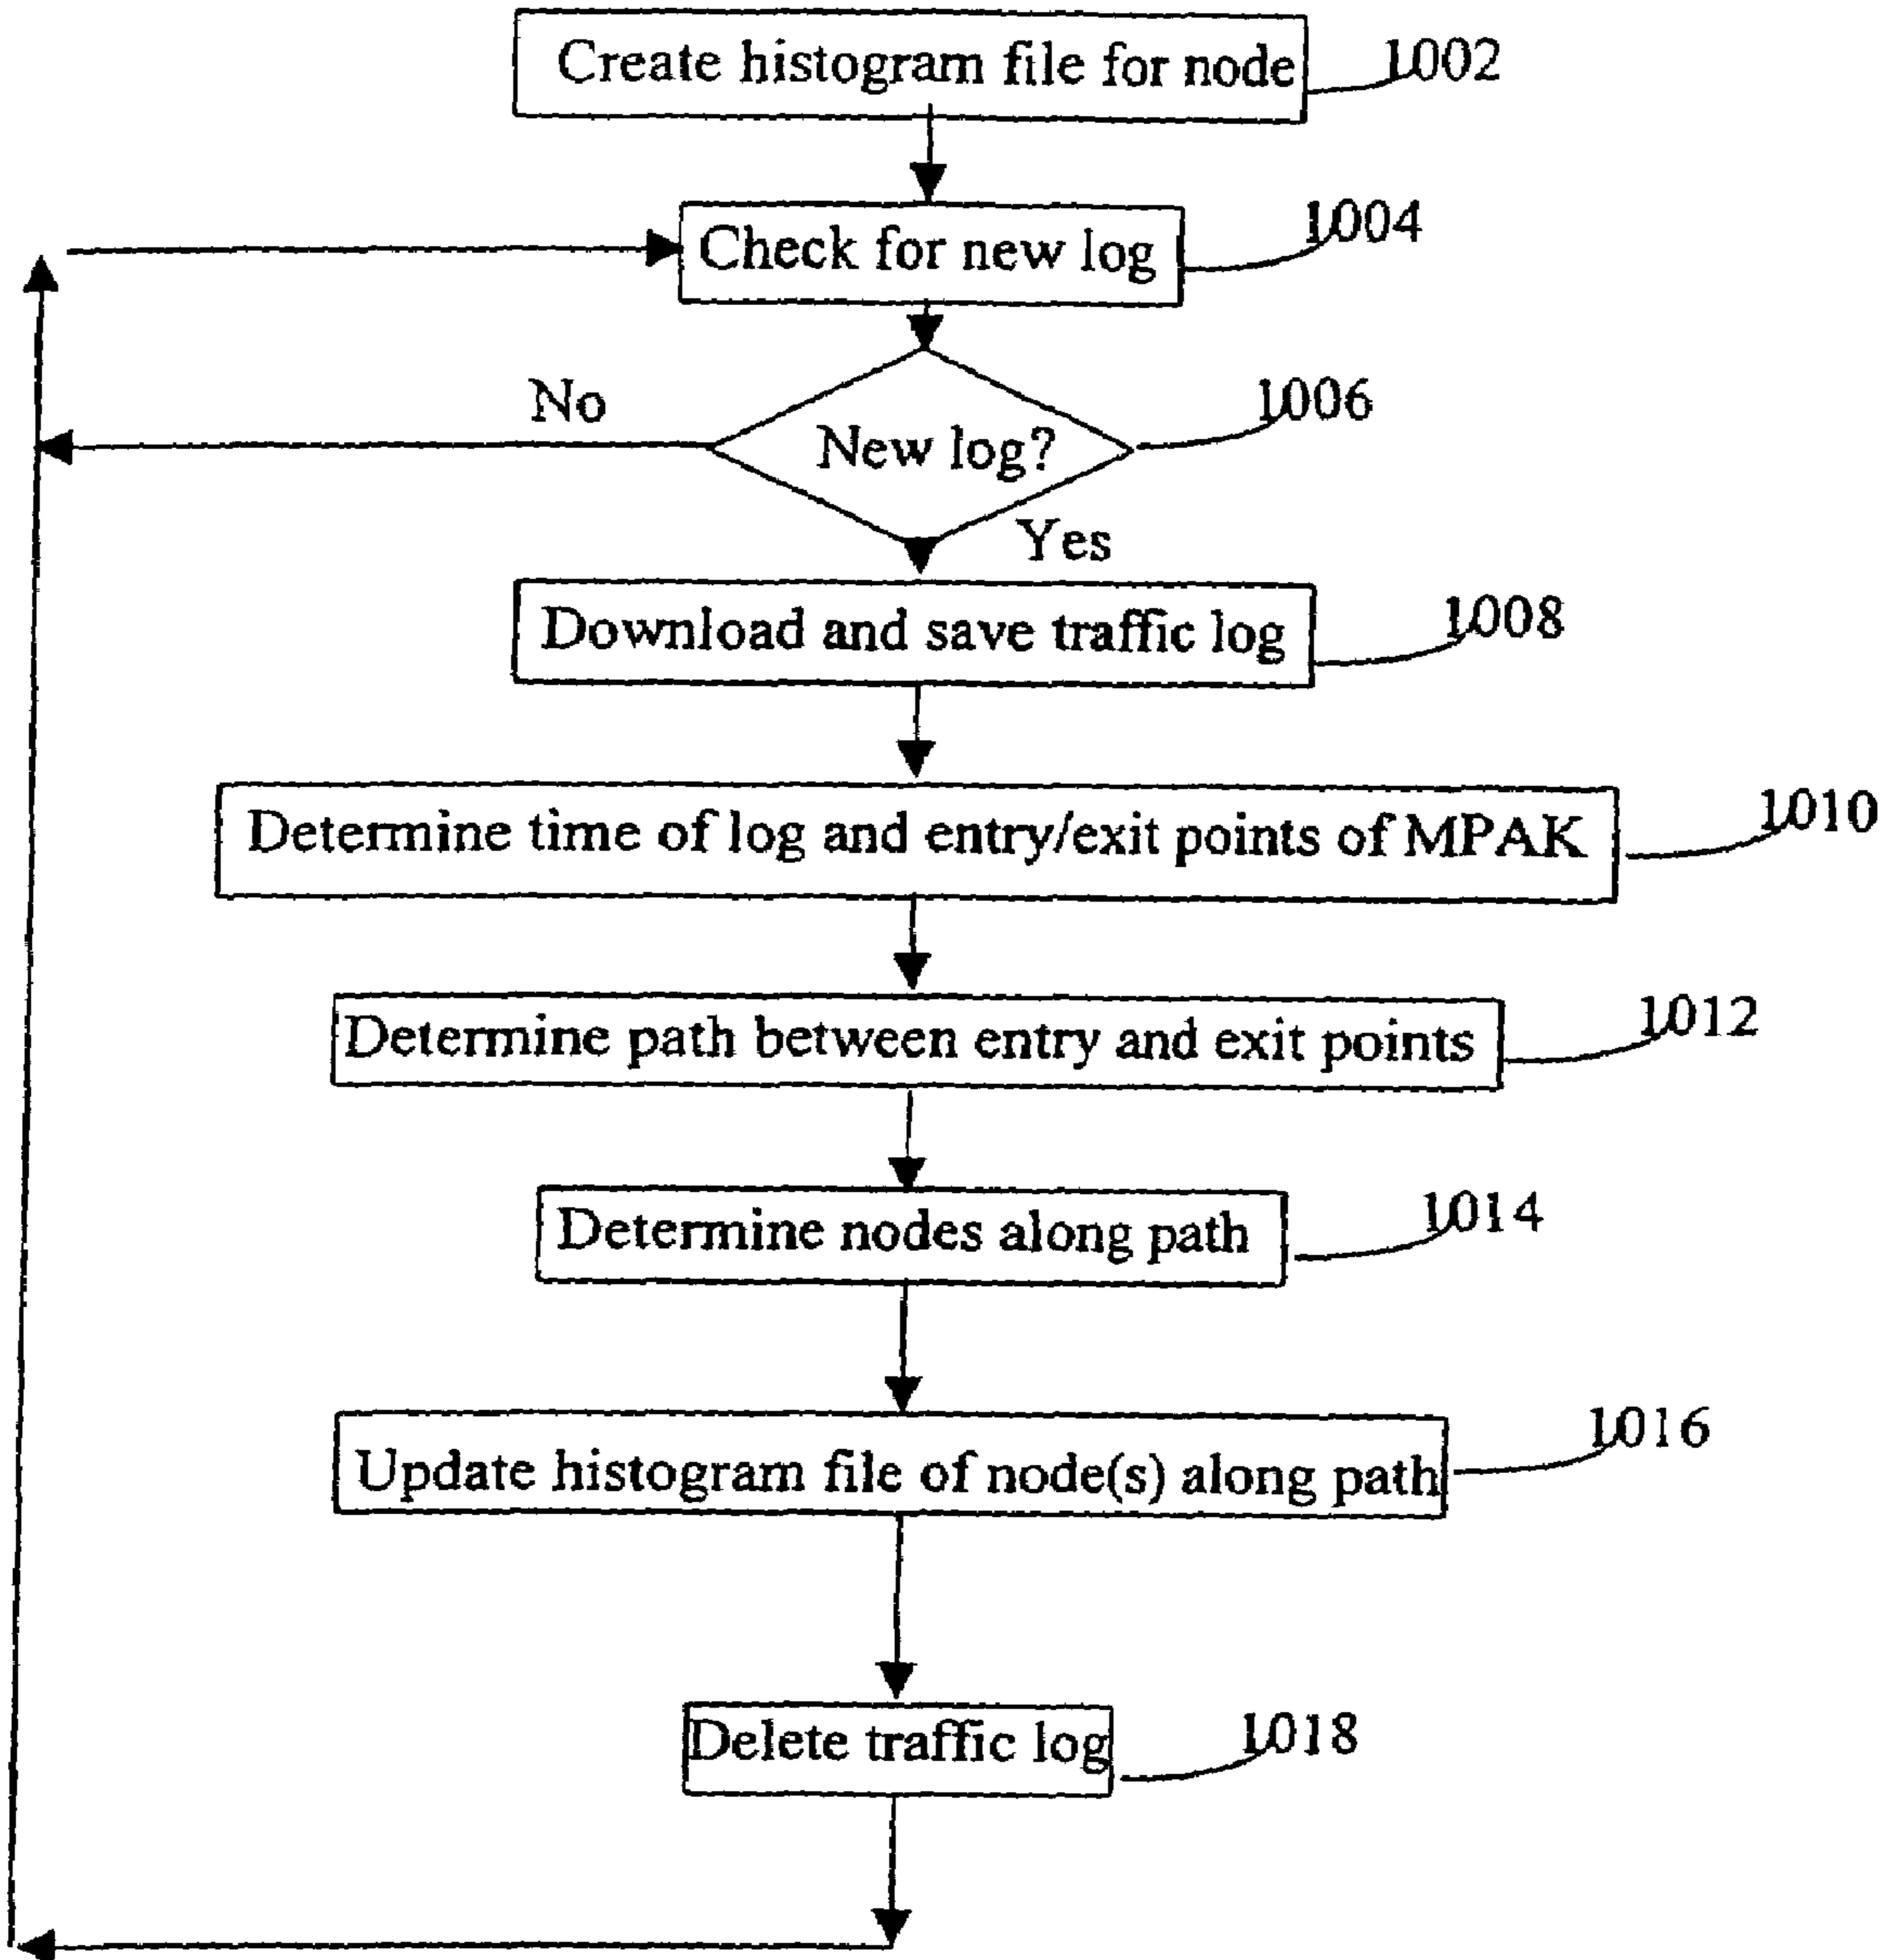 Create histogram file for node
1002
Check for new log
1004
No
New log?
1006
Yes
Download and save traffic log
1008
Determine time of log and entry/exit points of MPAK
1010
Determine path between entry and exit points
1012
Determine nodes along path
1014
Update histogram file of node(s) along path
1016
Delete traffic log
1018